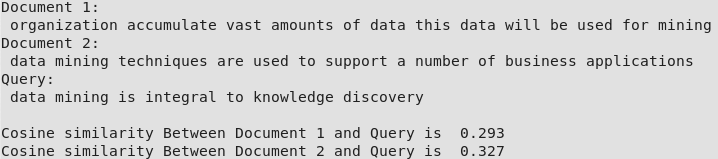 Document 1:
organization accumulate vast amounts of data this data will be used for mining
Document 2:
data mining techniques are used to support a number of business applications
Query:
data mining is integral to knowledge discovery
Cosine similarity Between Document 1 and Query is  0.293
Cosine similarity Between Document 2 and Query is  0.327